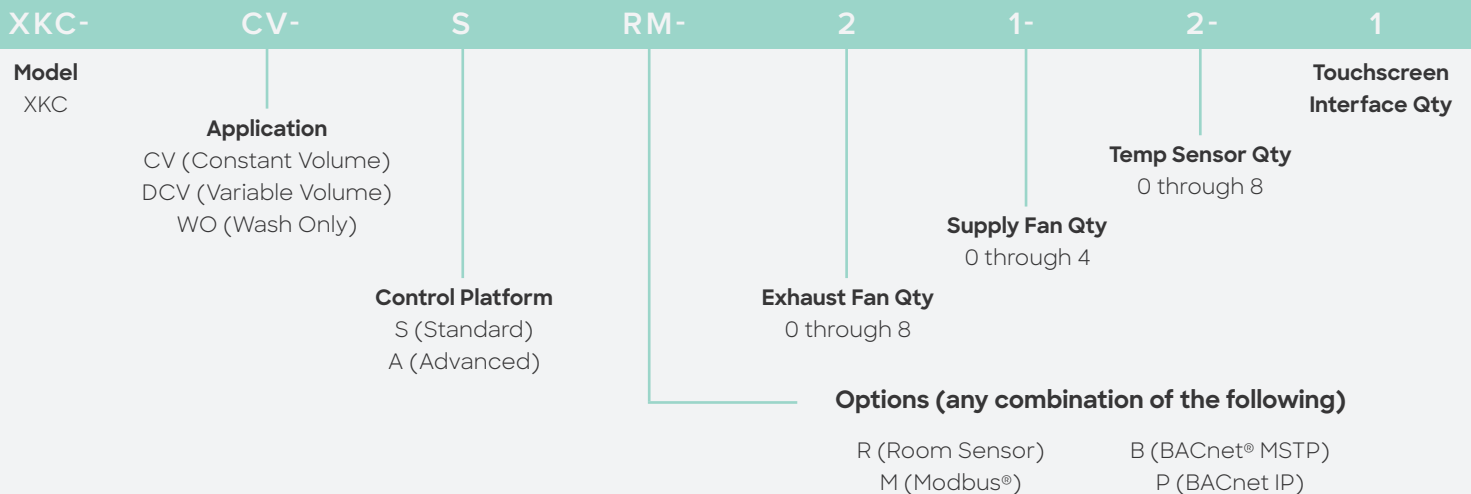 XKC- CV- S RM- 2 1- 2- 1
Model
XKC
Application
CV (Constant Volume)
DCV (Variable Volume)
WO (Wash Only)
Control Platform
S (Standard)
A (Advanced)
Options (any combination of the following)
R (Room Sensor) B (BACnet® MSTP)
M (Modbus®) P (BACnet IP)
Exhaust Fan Qty
0 through 8
Supply Fan Qty
0 through 4
Temp Sensor Qty
0 through 8
Touchscreen
Interface Qty